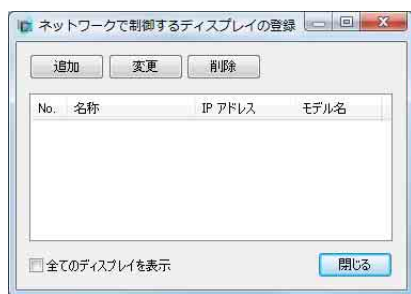 ネットワークで制御するディスプレイの登録
追加 変更 削除
No. 名称 IP アドレス モデル名
全てのディスプレイを表示 閉じる